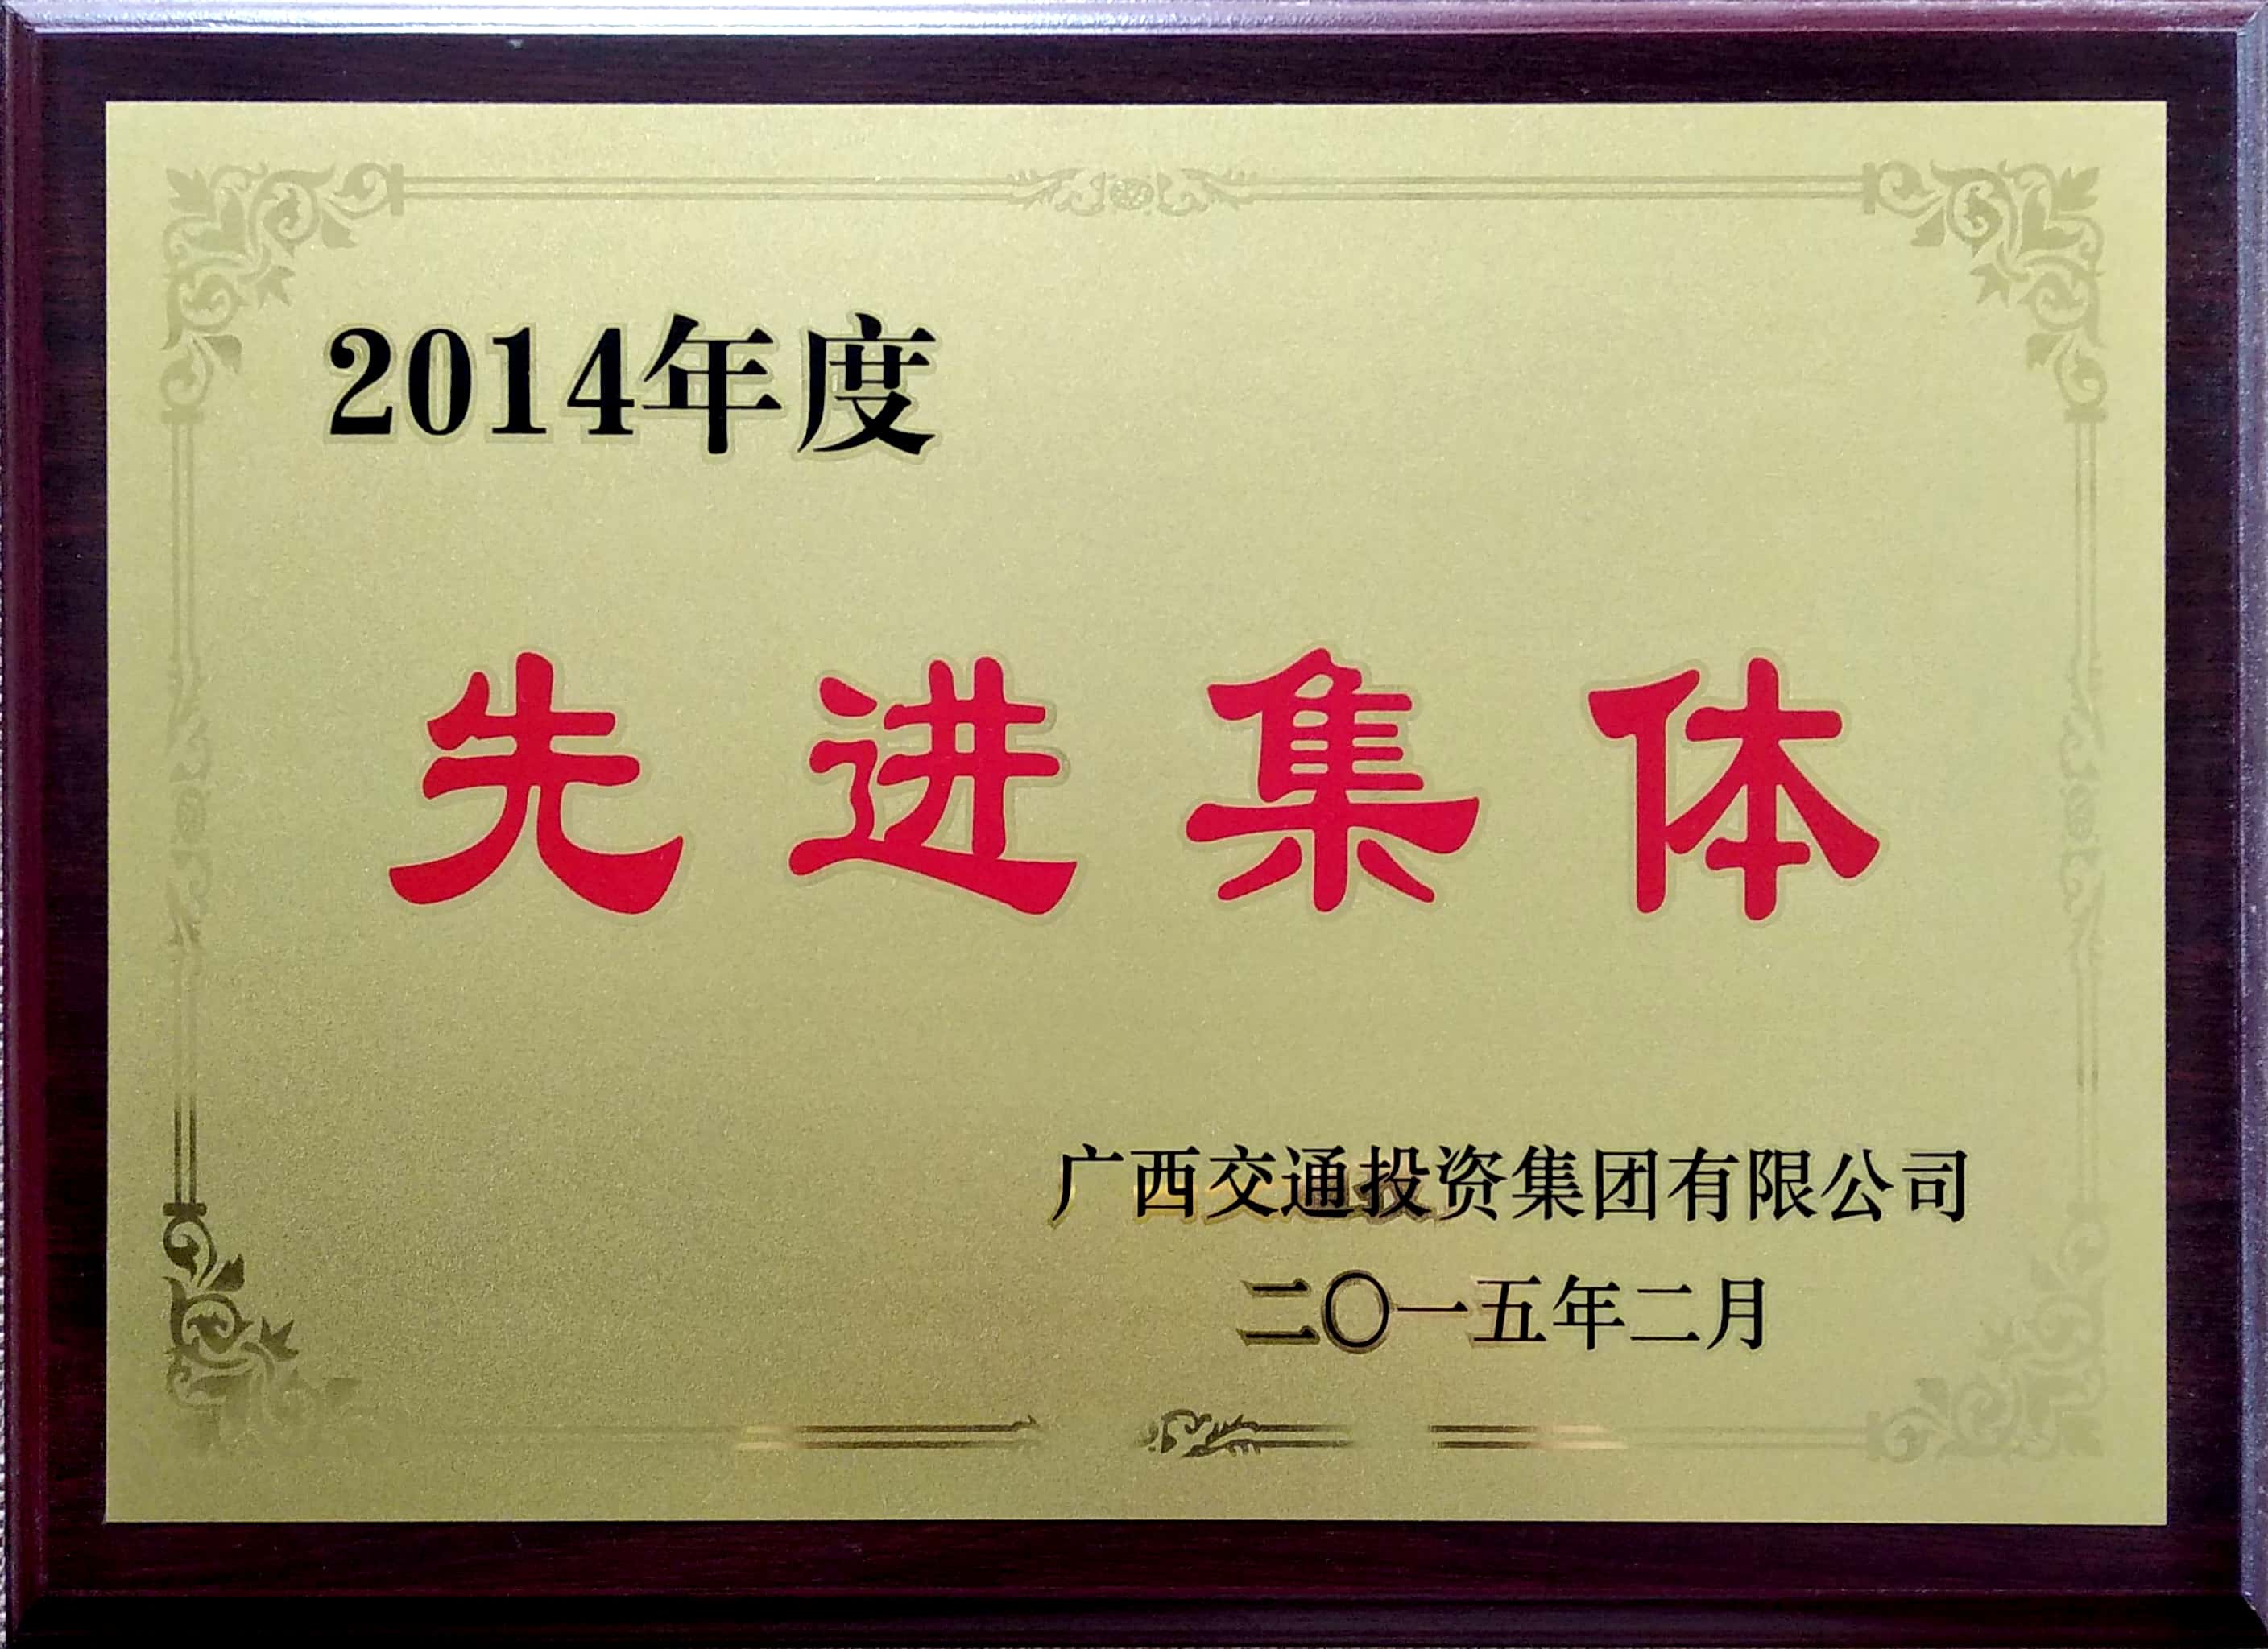 2014年度
先进集体
广西交通投资集团有限公司
二〇一五年二月